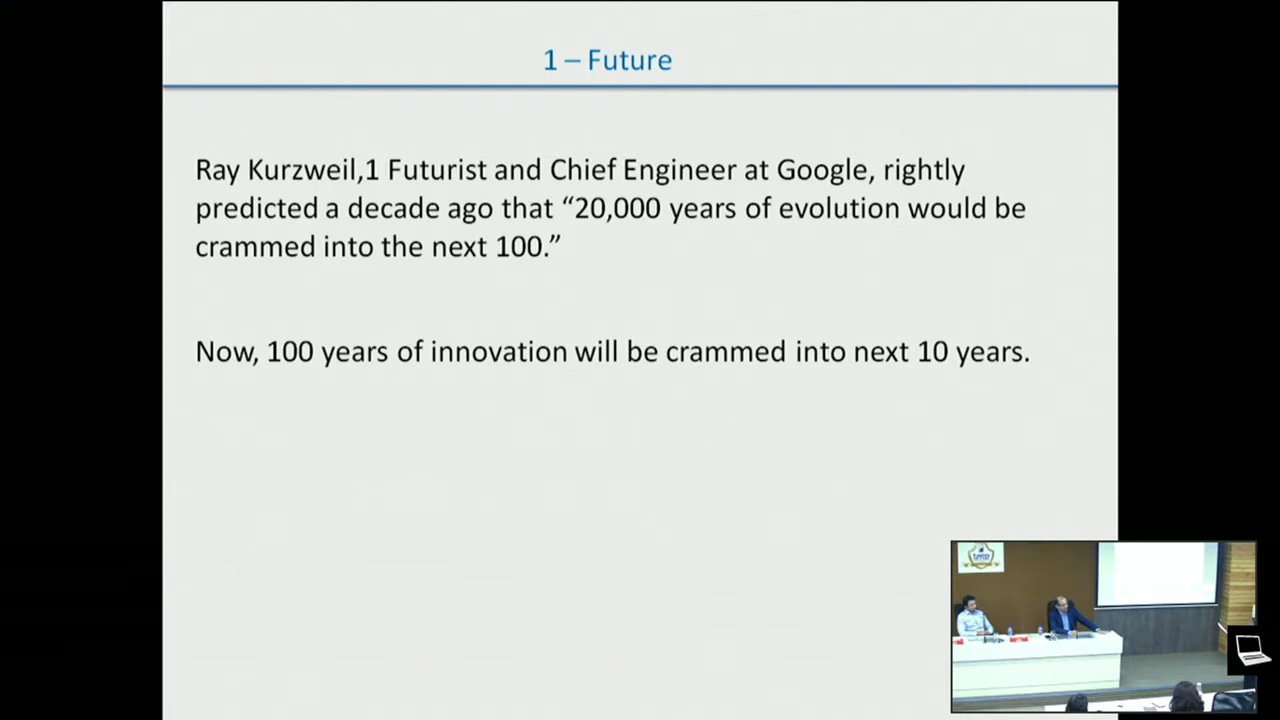 1 – Future
Ray Kurzweil,1 Futurist and Chief Engineer at Google, rightly
predicted a decade ago that “20,000 years of evolution would be
crammed into the next 100.”
Now, 100 years of innovation will be crammed into next 10 years.